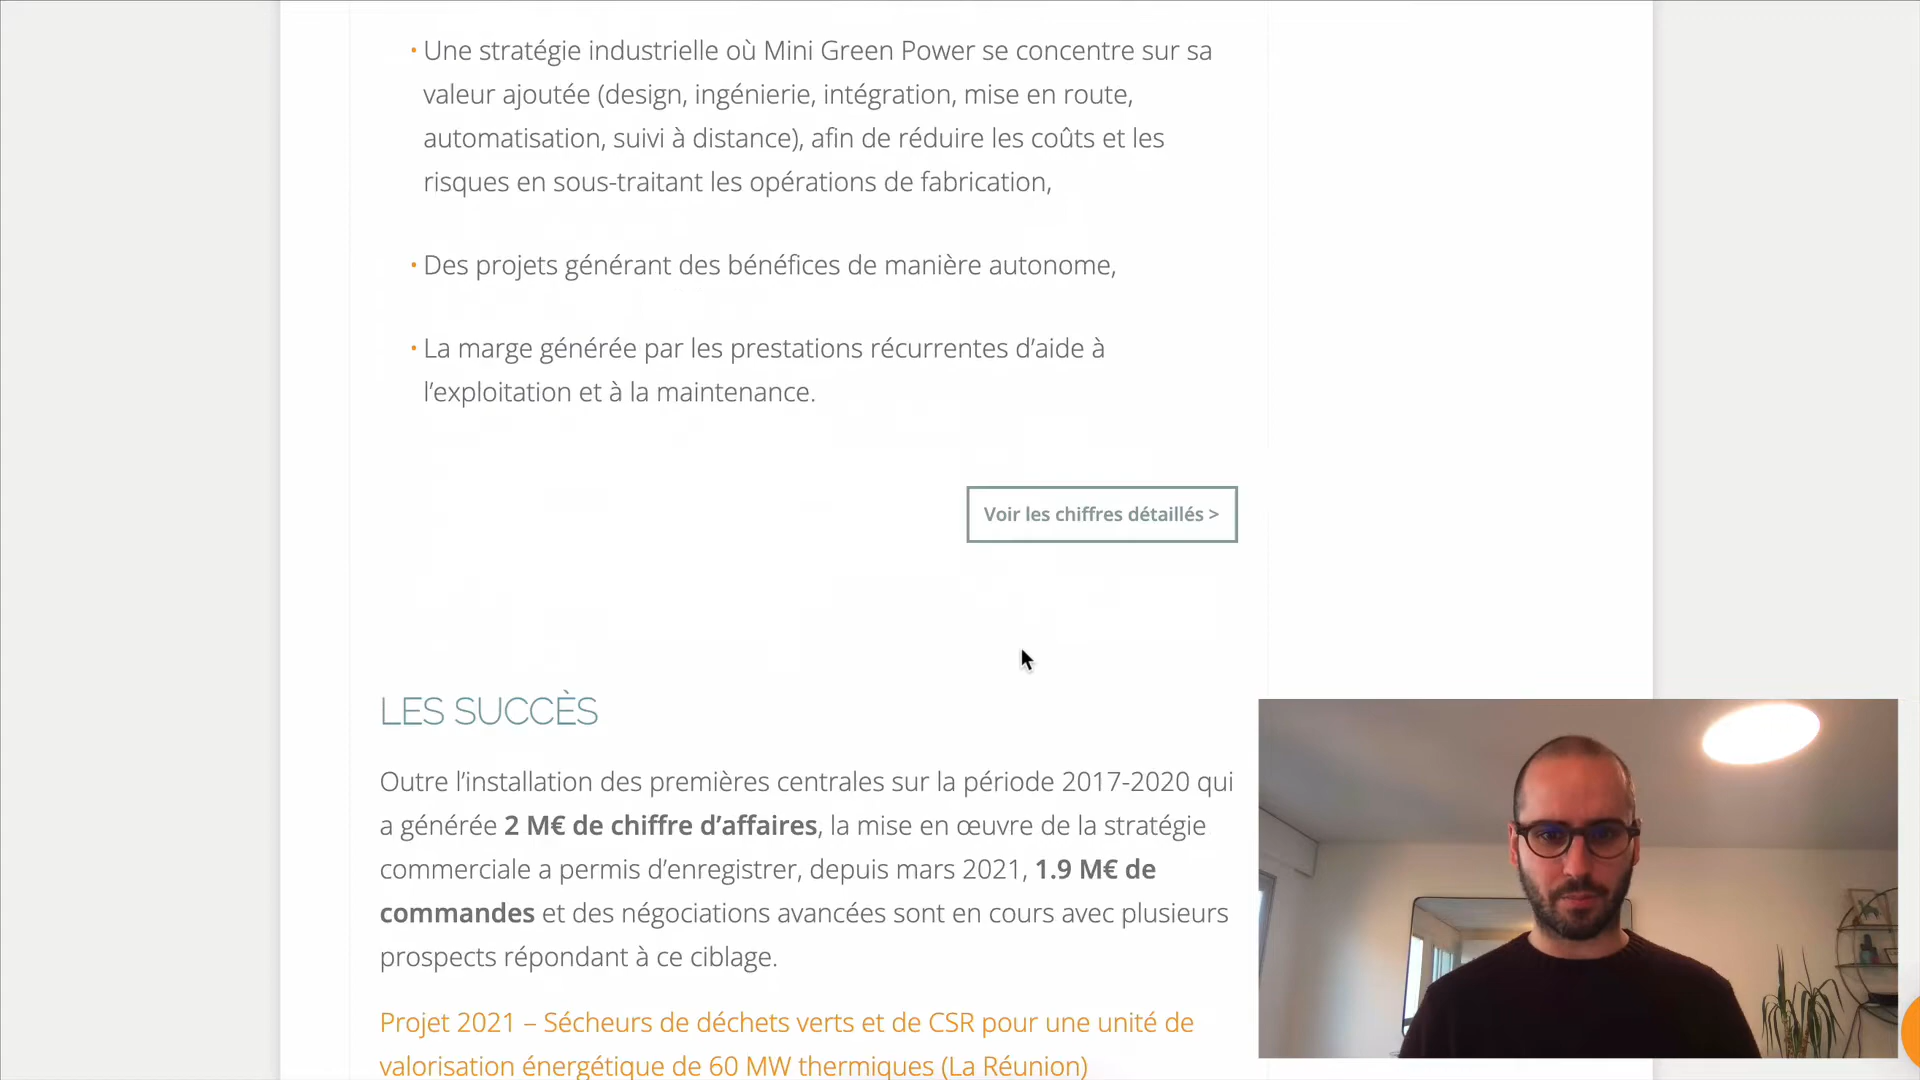 • Une stratégie industrielle où Mini Green Power se concentre sur sa
valeur ajoutée (design, ingénierie, intégration, mise en route,
automatisation, suivi à distance), afin de réduire les coûts et les
risques en sous-traitant les opérations de fabrication,
• Des projets générant des bénéfices de manière autonome,
• La marge générée par les prestations récurrentes d’aide à
l’exploitation et à la maintenance.
Voir les chiffres détaillés >
LES SUCCÈS
Outre l’installation des premières centrales sur la période 2017-2020 qui
a générée 2 M€ de chiffre d’affaires, la mise en œuvre de la stratégie
commerciale a permis d’enregistrer, depuis mars 2021, 1.9 M€ de
commandes et des négociations avancées sont en cours avec plusieurs
prospects répondant à ce ciblage.
Projet 2021 – Sécheurs de déchets verts et de CSR pour une unité de
valorisation énergétique de 60 MW thermiques (La Réunion)